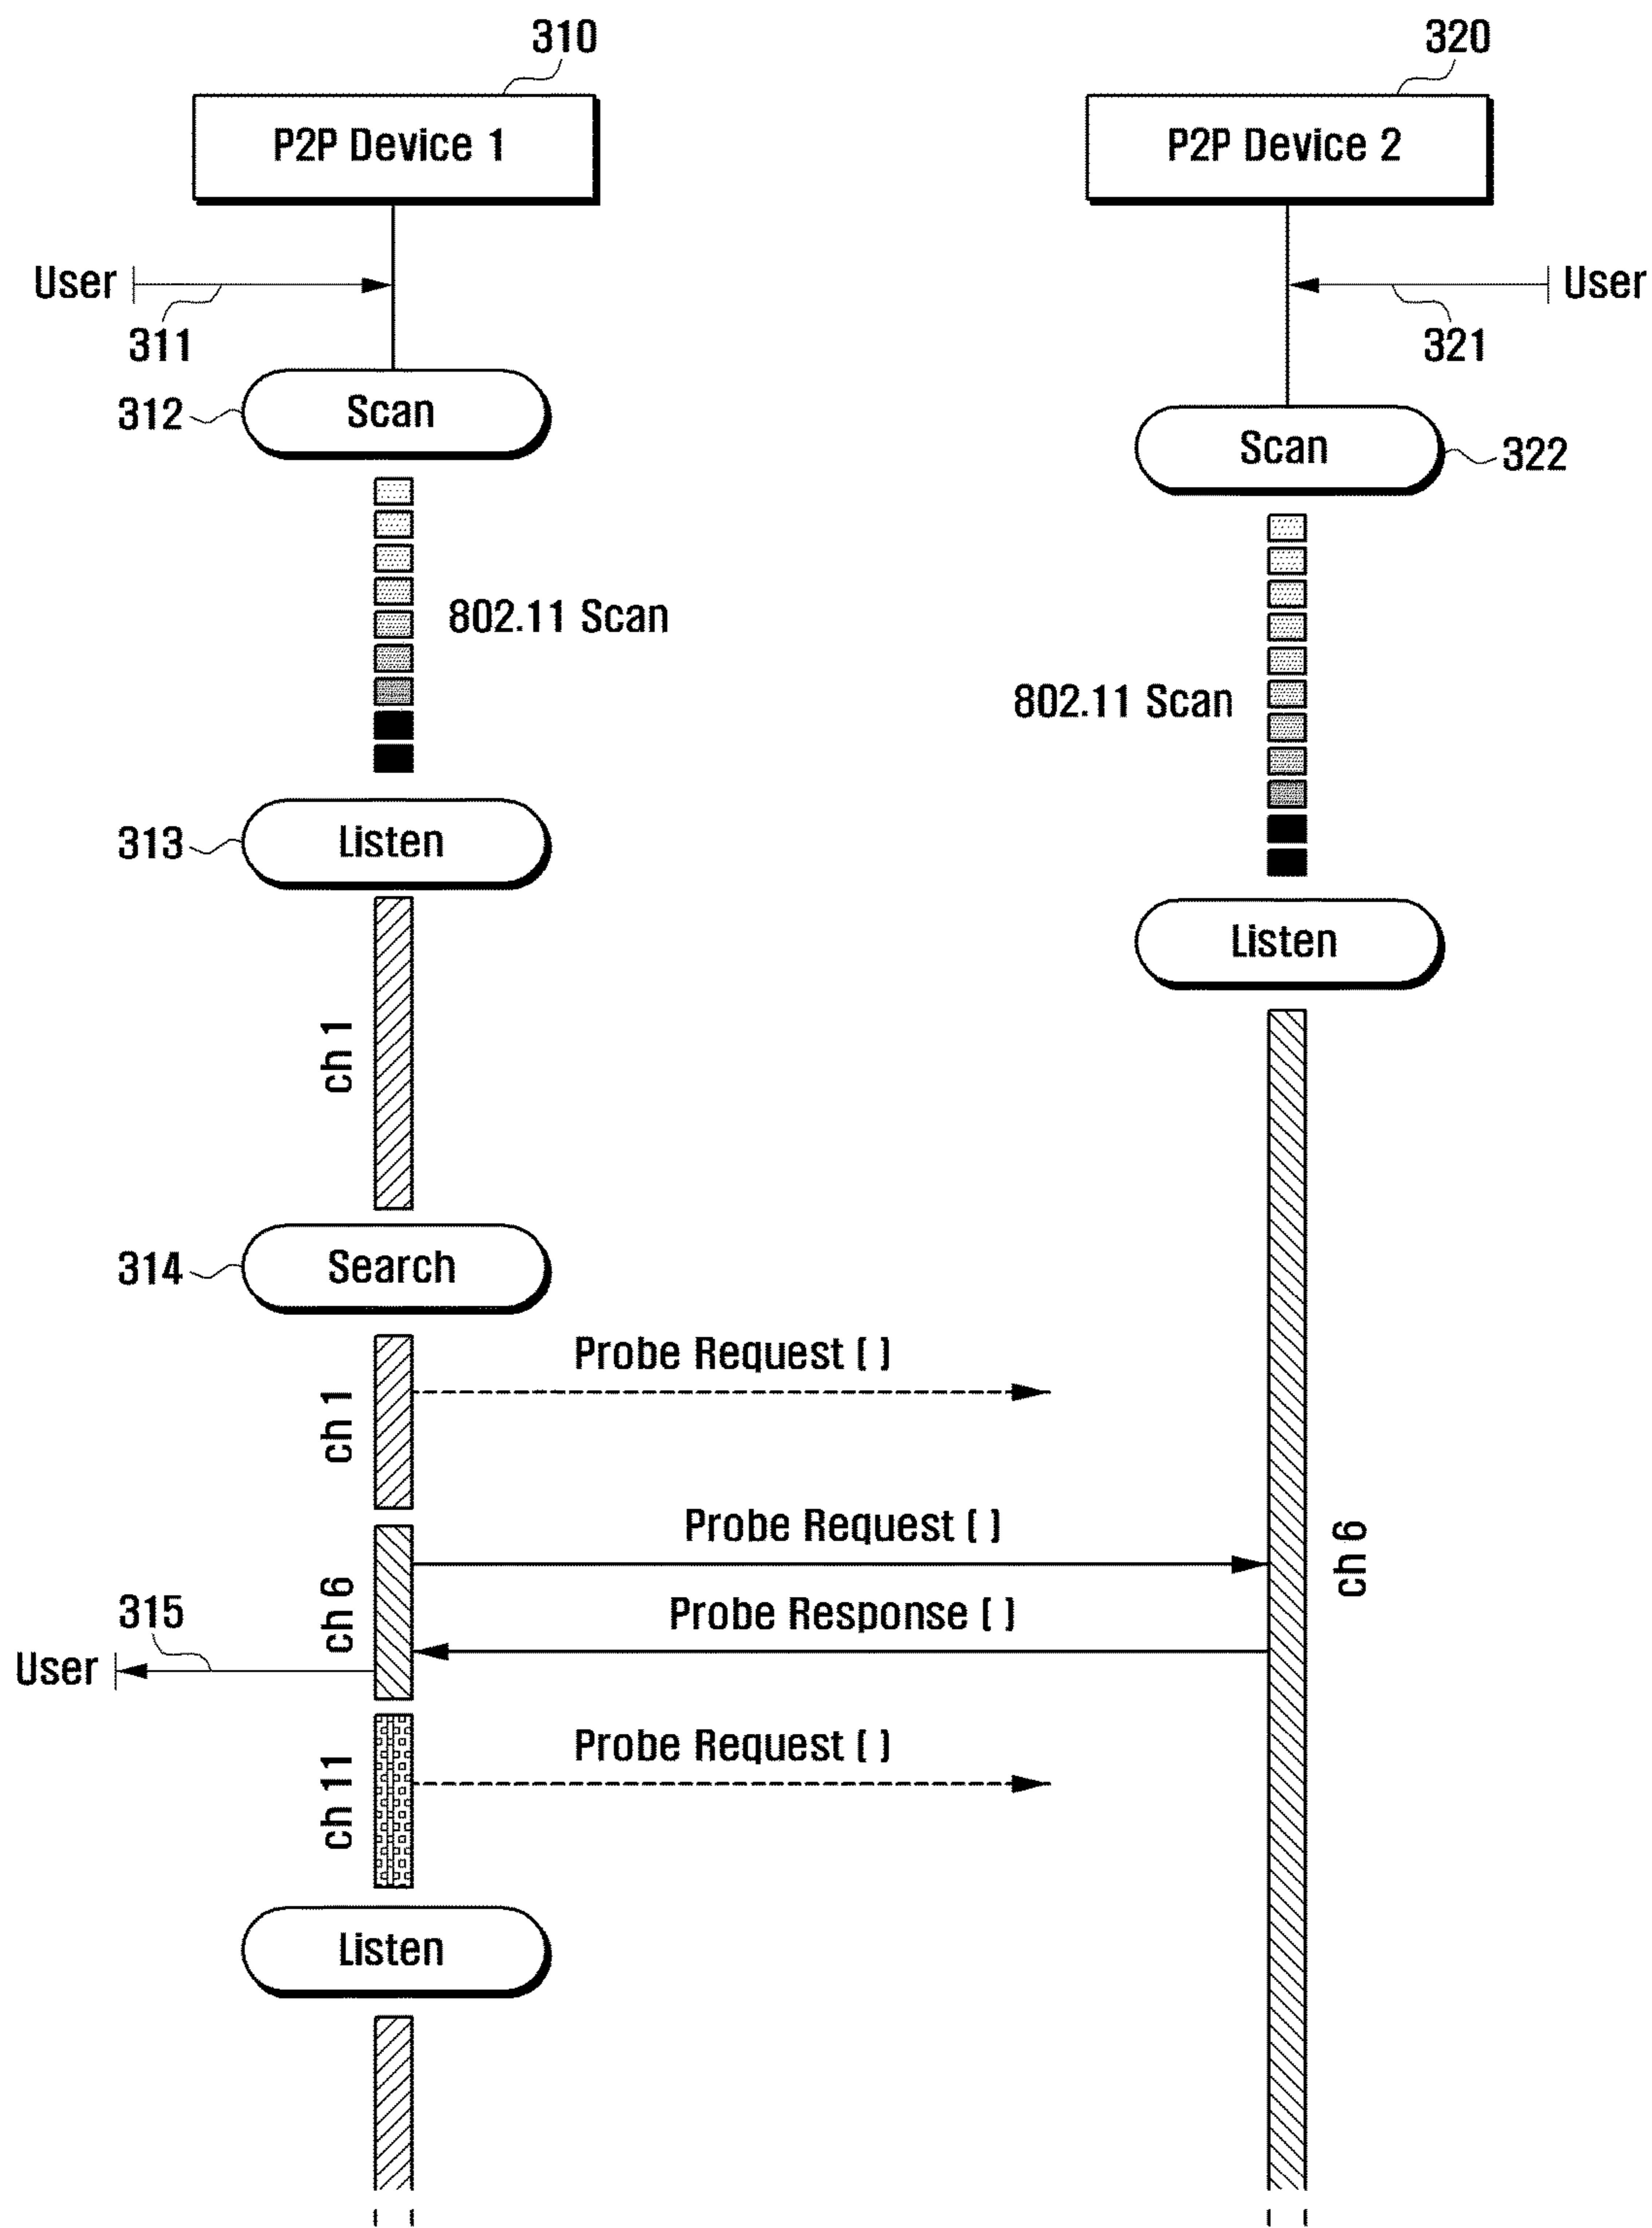 310
320
P2P Device 1
P2P Device 2
User
User
311
321
312
Scan
Scan
322
802.11 Scan
802.11 Scan
313
Listen
Listen
ch 1
314
Search
Probe Request ( )
ch 1
Probe Request ( )
ch 6
ch 6
315
Probe Response ( )
User
Probe Request ( )
ch 11
Listen